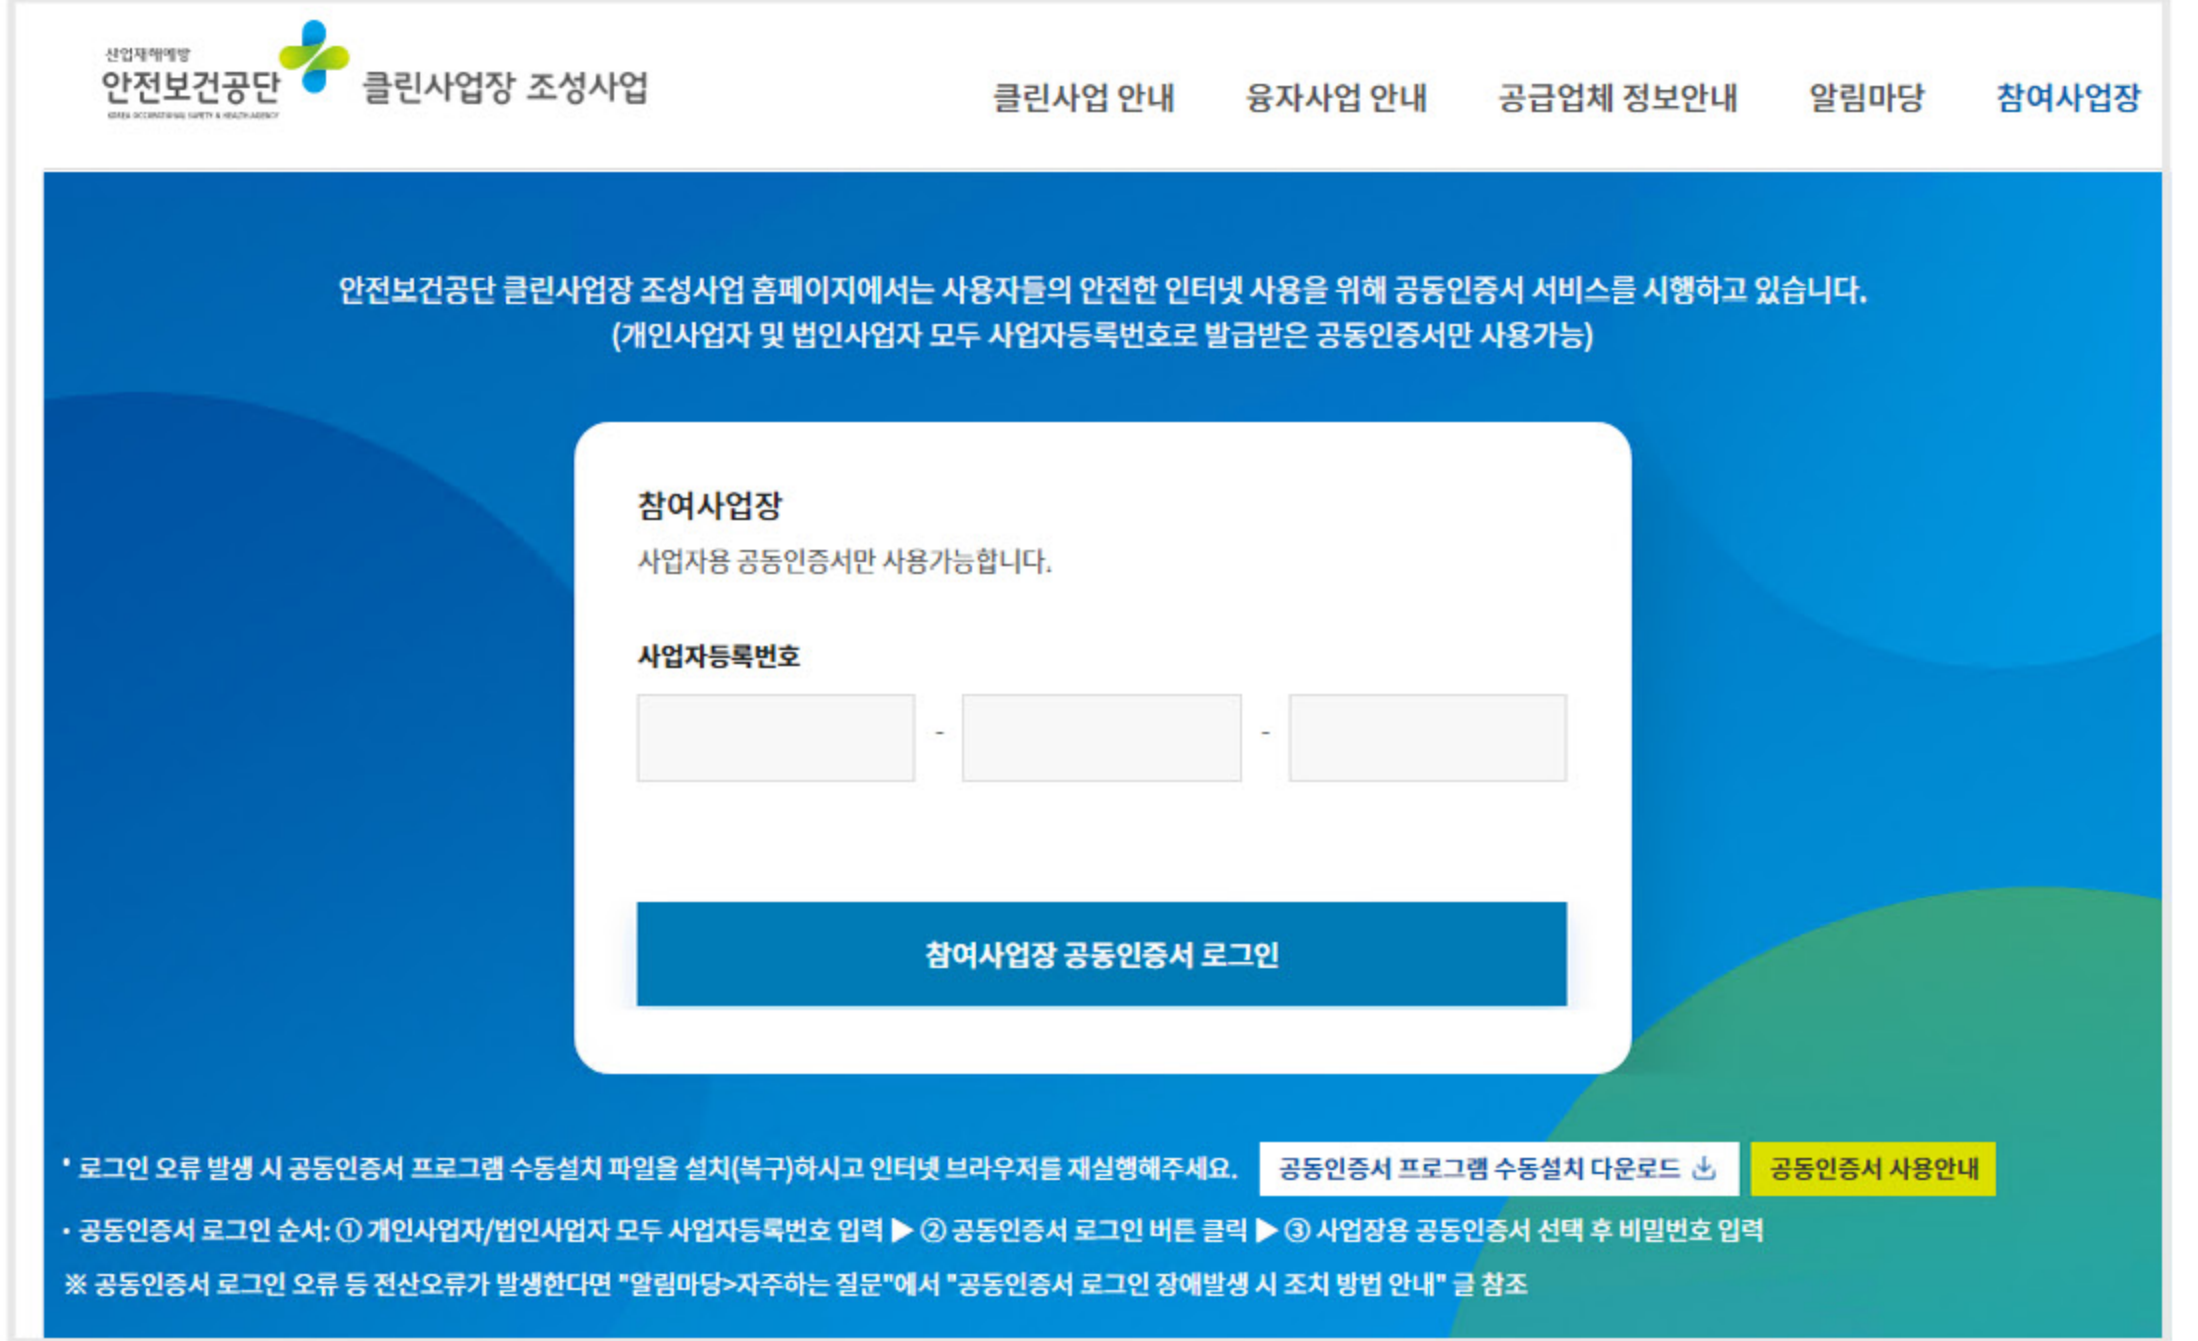 산업재해예방
안전보건공단 클린사업장 조성사업
KOREA OCCUPATIONAL SAFETY & HEALTH AGENCY
클린사업 안내 융자사업 안내 공급업체 정보안내 알림마당 참여사업장
안전보건공단 클린사업장 조성사업 홈페이지에서는 사용자들의 안전한 인터넷 사용을 위해 공동인증서 서비스를 시행하고 있습니다.
(개인사업자 및 법인사업자 모두 사업자등록번호로 발급받은 공동인증서만 사용가능)
참여사업장
사업자용 공동인증서만 사용가능합니다.
사업자등록번호
- -
참여사업장 공동인증서 로그인
• 로그인 오류 발생 시 공동인증서 프로그램 수동설치 파일을 설치(복구)하시고 인터넷 브라우저를 재실행해주세요. 공동인증서 프로그램 수동설치 다운로드 공동인증서 사용안내
• 공동인증서 로그인 순서: ① 개인사업자/법인사업자 모두 사업자등록번호 입력 ▶ ② 공동인증서 로그인 버튼 클릭 ▶ ③ 사업장용 공동인증서 선택 후 비밀번호 입력
※ 공동인증서 로그인 오류 등 전산오류가 발생한다면 "알림마당>자주하는 질문"에서 "공동인증서 로그인 장애발생 시 조치 방법 안내" 글 참조